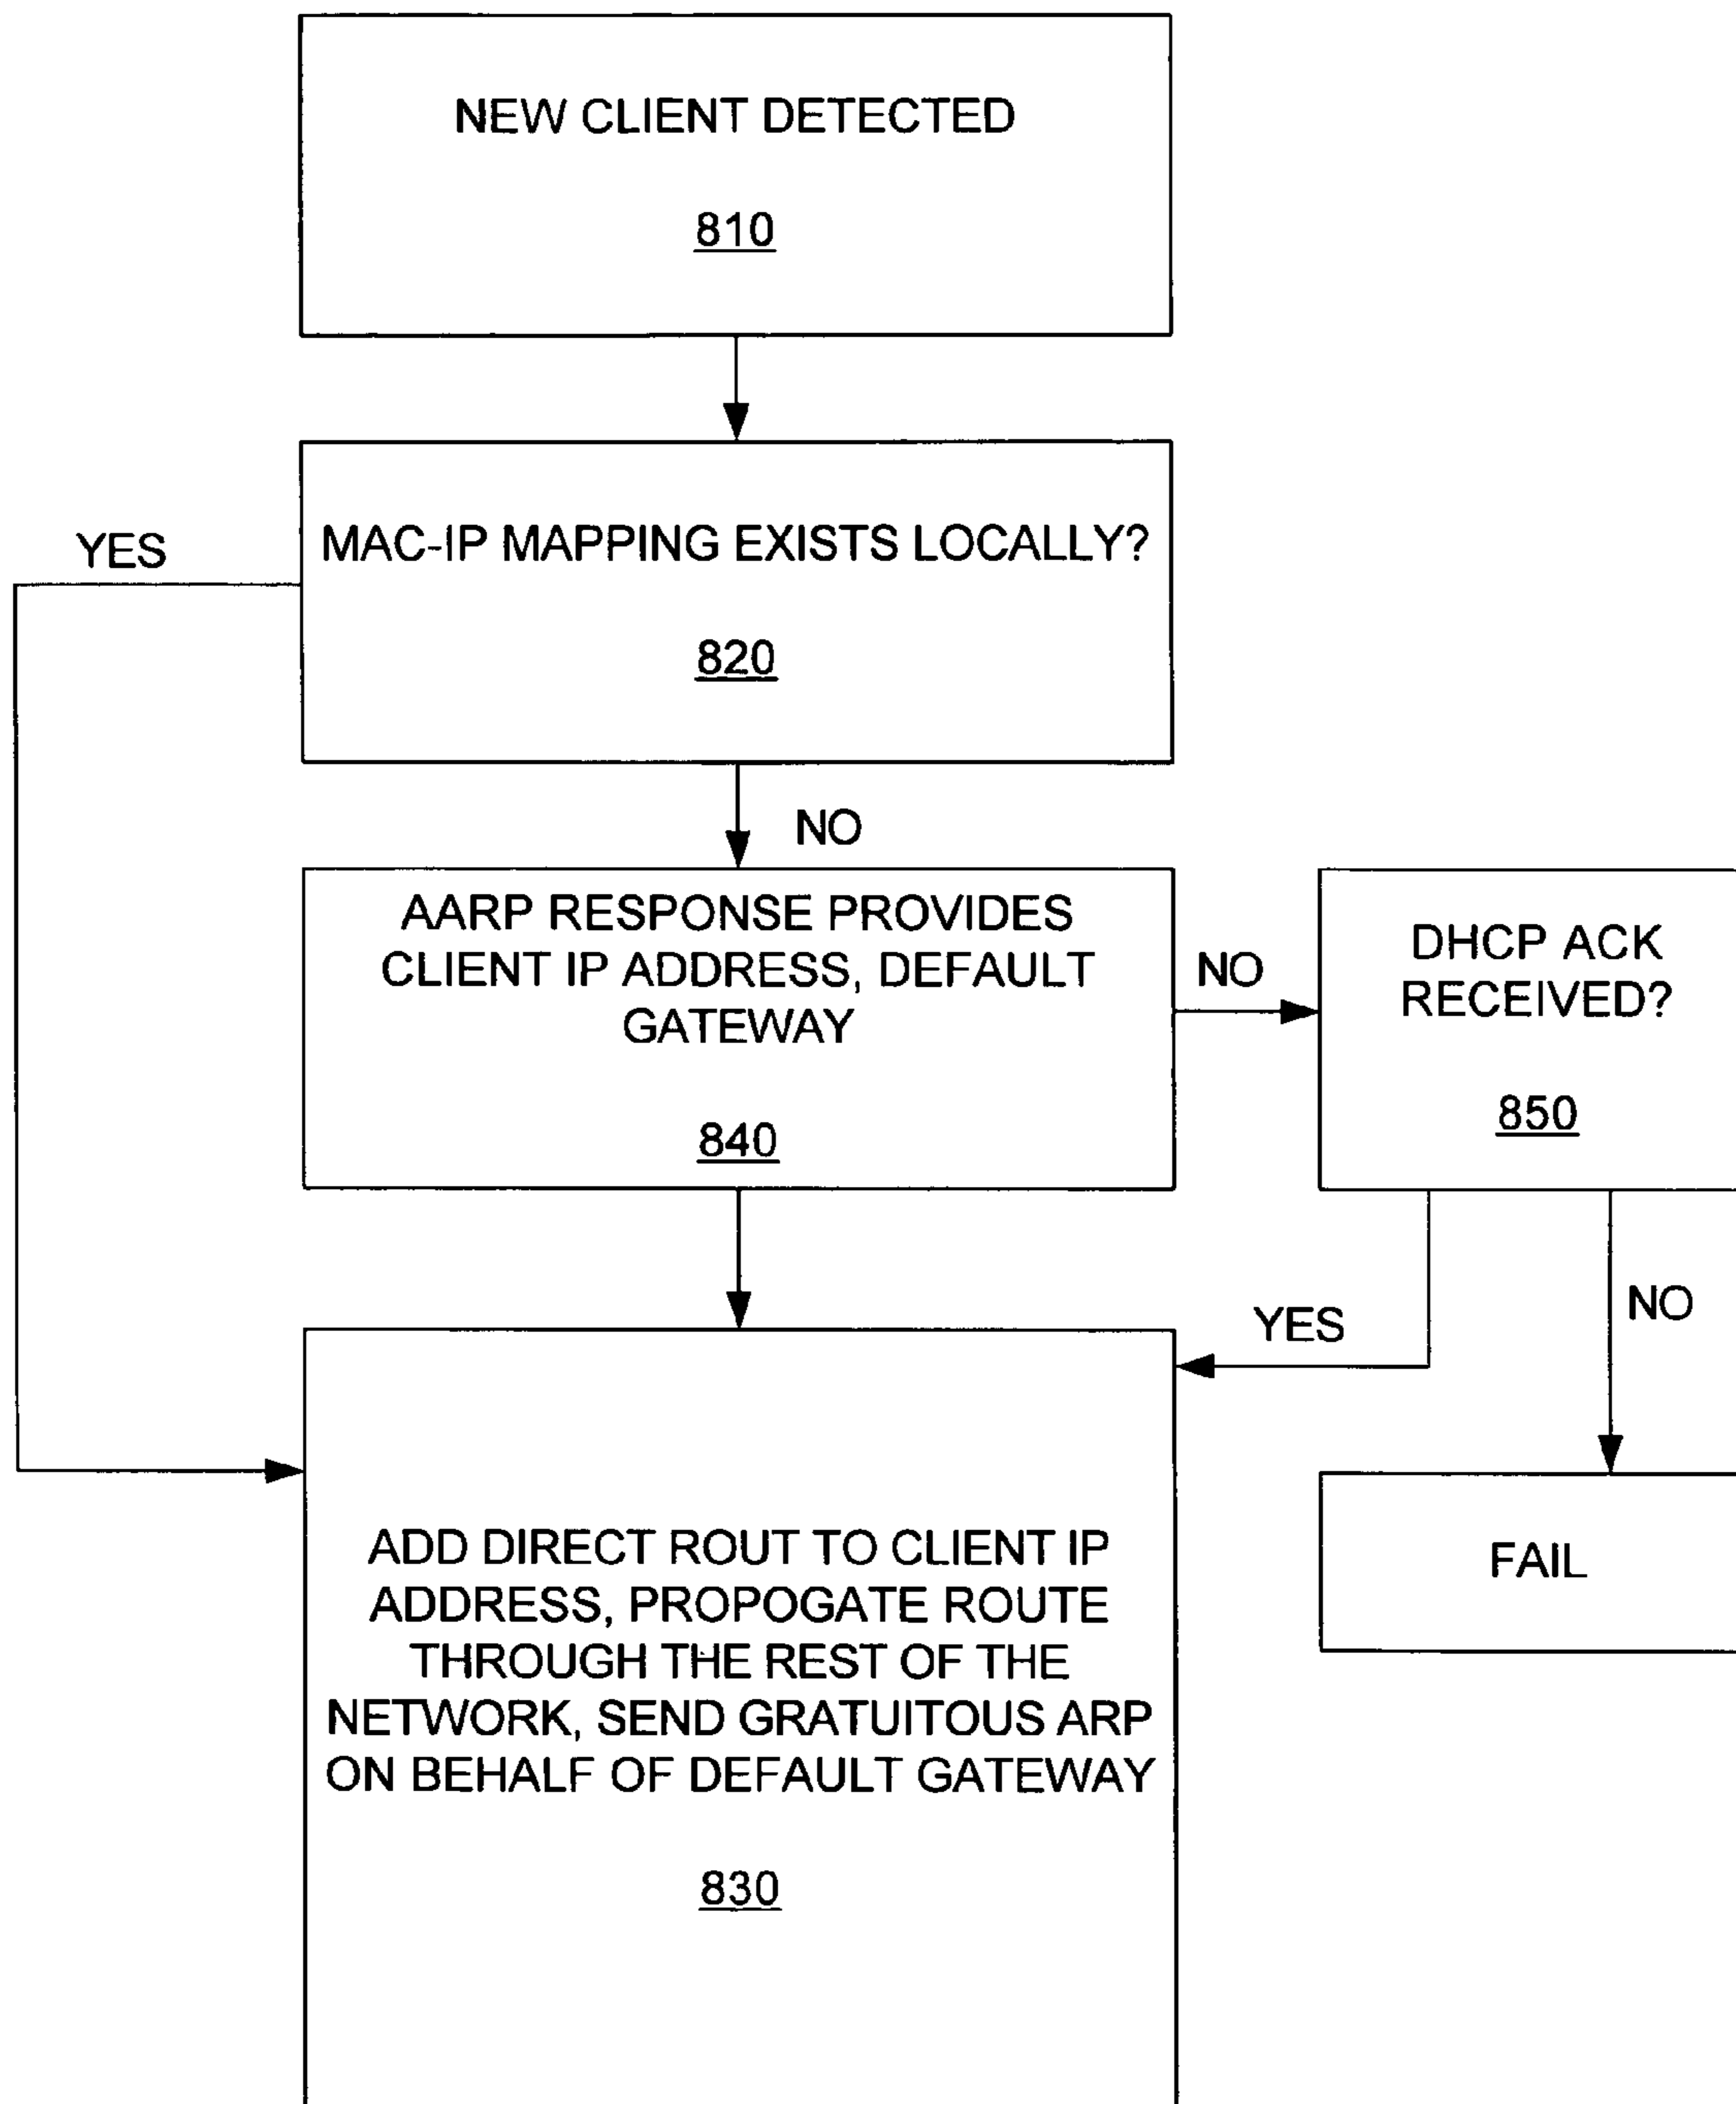 NEW CLIENT DETECTED
810
YES
MAC-IP MAPPING EXISTS LOCALLY?
820
NO
AARP RESPONSE PROVIDES
CLIENT IP ADDRESS, DEFAULT
GATEWAY
840
NO
DHCP ACK
RECEIVED?
850
YES
NO
ADD DIRECT ROUT TO CLIENT IP
ADDRESS, PROPOGATE ROUTE
THROUGH THE REST OF THE
NETWORK, SEND GRATUITOUS ARP
ON BEHALF OF DEFAULT GATEWAY
830
FAIL